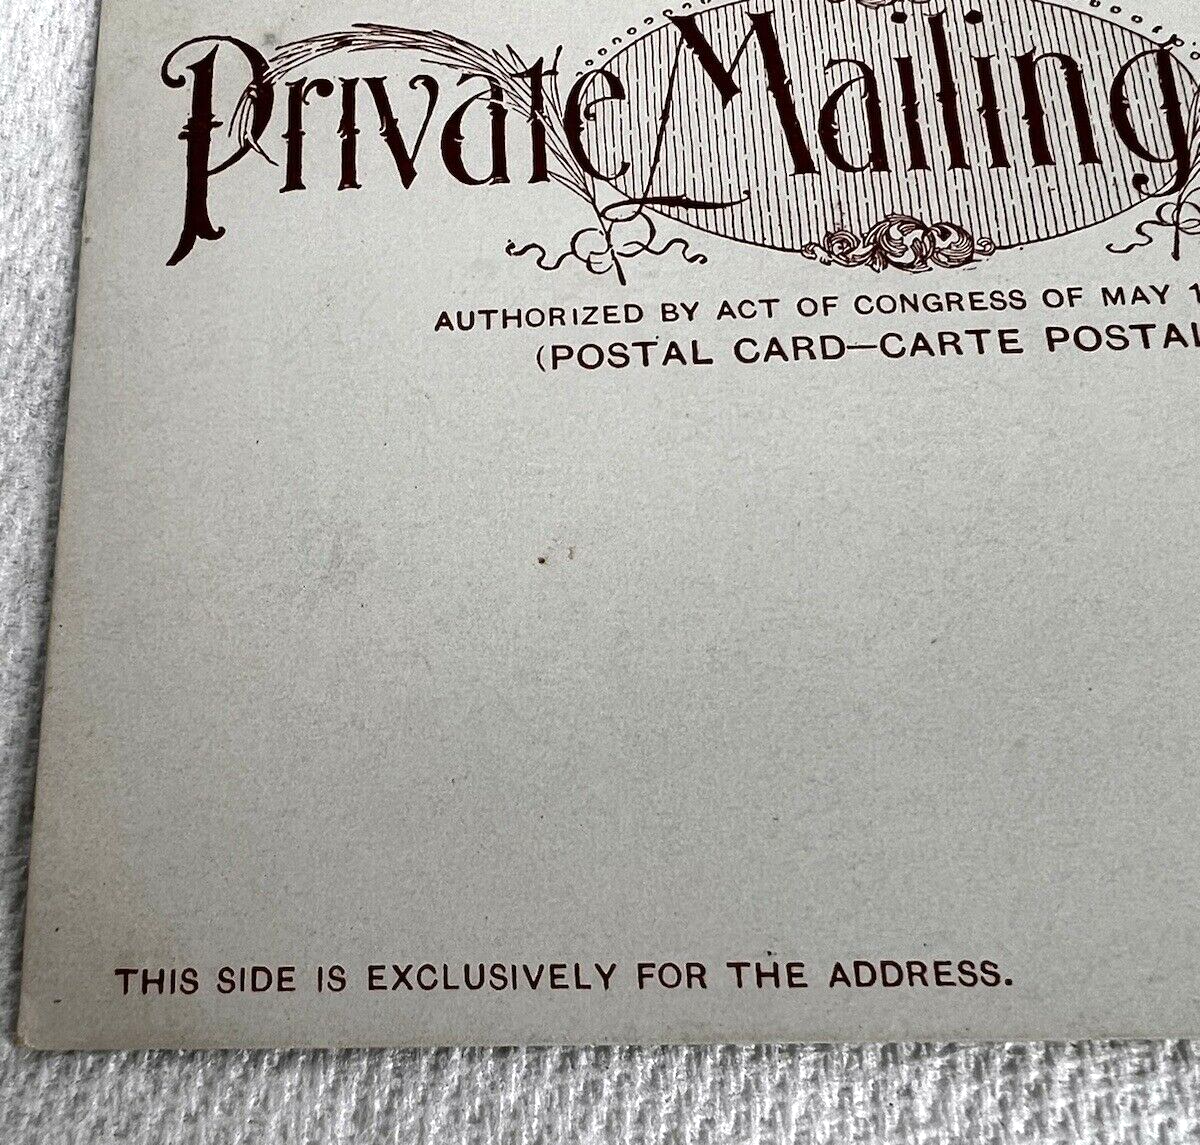 Private Mailing
AUTHORIZED BY ACT OF CONGRESS OF MAY 1
(POSTAL CARD—CARTE POSTAL
THIS SIDE IS EXCLUSIVELY FOR THE ADDRESS.